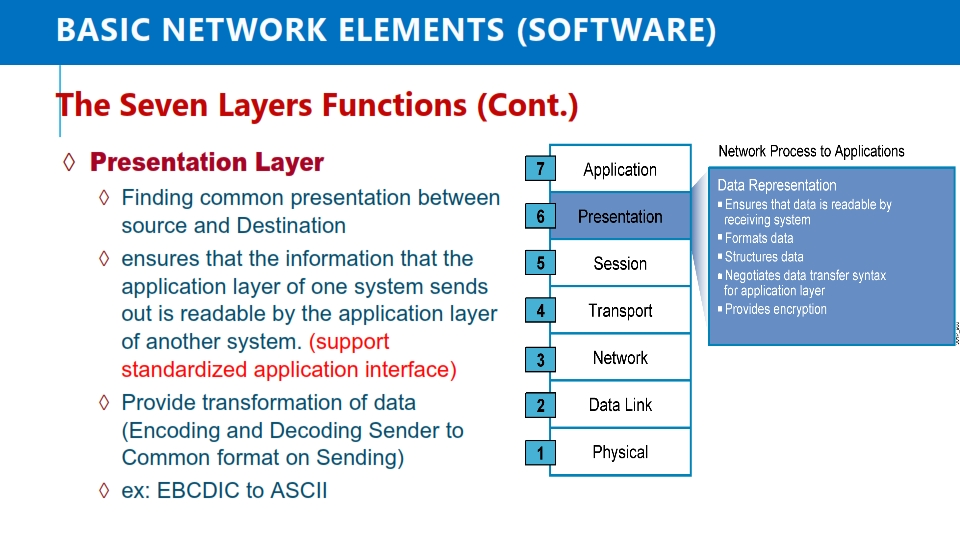 BASIC NETWORK ELEMENTS (SOFTWARE)
The Seven Layers Functions (Cont.)
◊ Presentation Layer
◊ Finding common presentation between
source and Destination
◊ ensures that the information that the
application layer of one system sends
out is readable by the application layer
of another system. (support
standardized application interface)
◊ Provide transformation of data
(Encoding and Decoding Sender to
Common format on Sending)
◊ ex: EBCDIC to ASCII
7 Application
6 Presentation
5 Session
4 Transport
3 Network
2 Data Link
1 Physical
Network Process to Applications
Data Representation
▪ Ensures that data is readable by
receiving system
▪ Formats data
▪ Structures data
▪ Negotiates data transfer syntax
for application layer
▪ Provides encryption